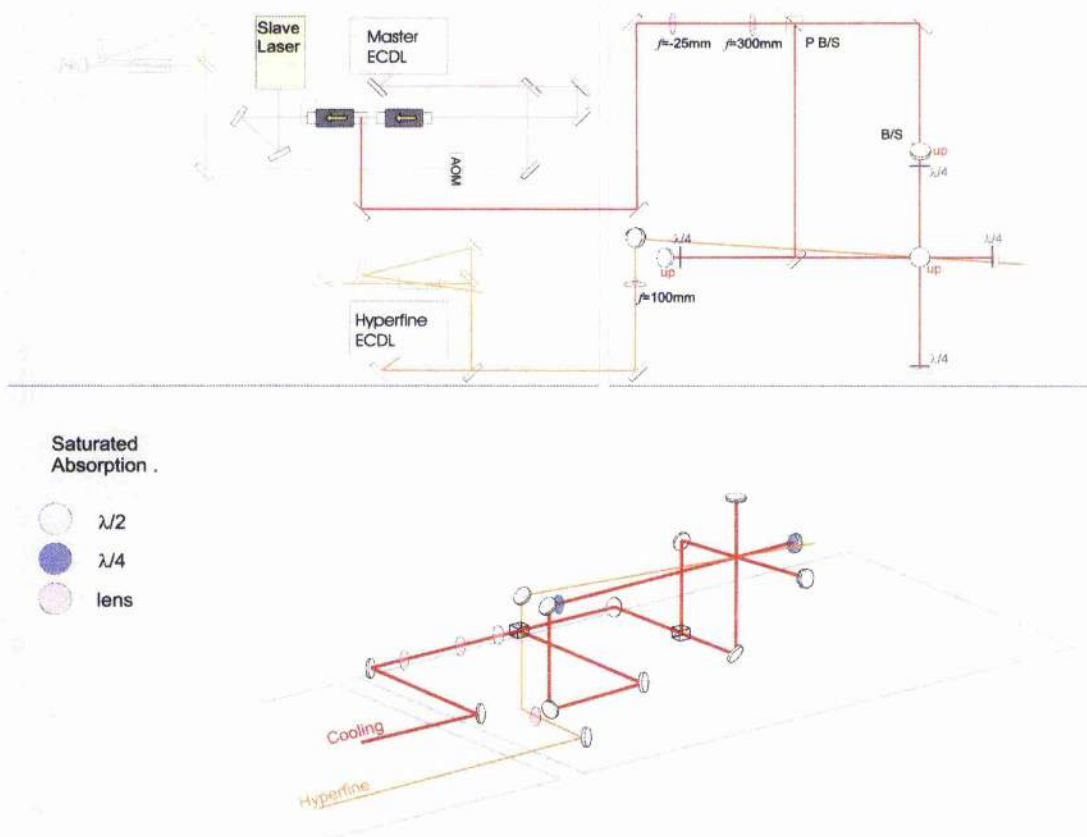 Slave
Laser
Master
ECDL
AOM
f=-25mm
f=300mm
P B/S
B/S
up
λ/4
λ/4
up
up
λ/4
f=100mm
λ/4
Hyperfine
ECDL
Saturated
Absorption .
λ/2
λ/4
lens
Cooling
Hyperfine